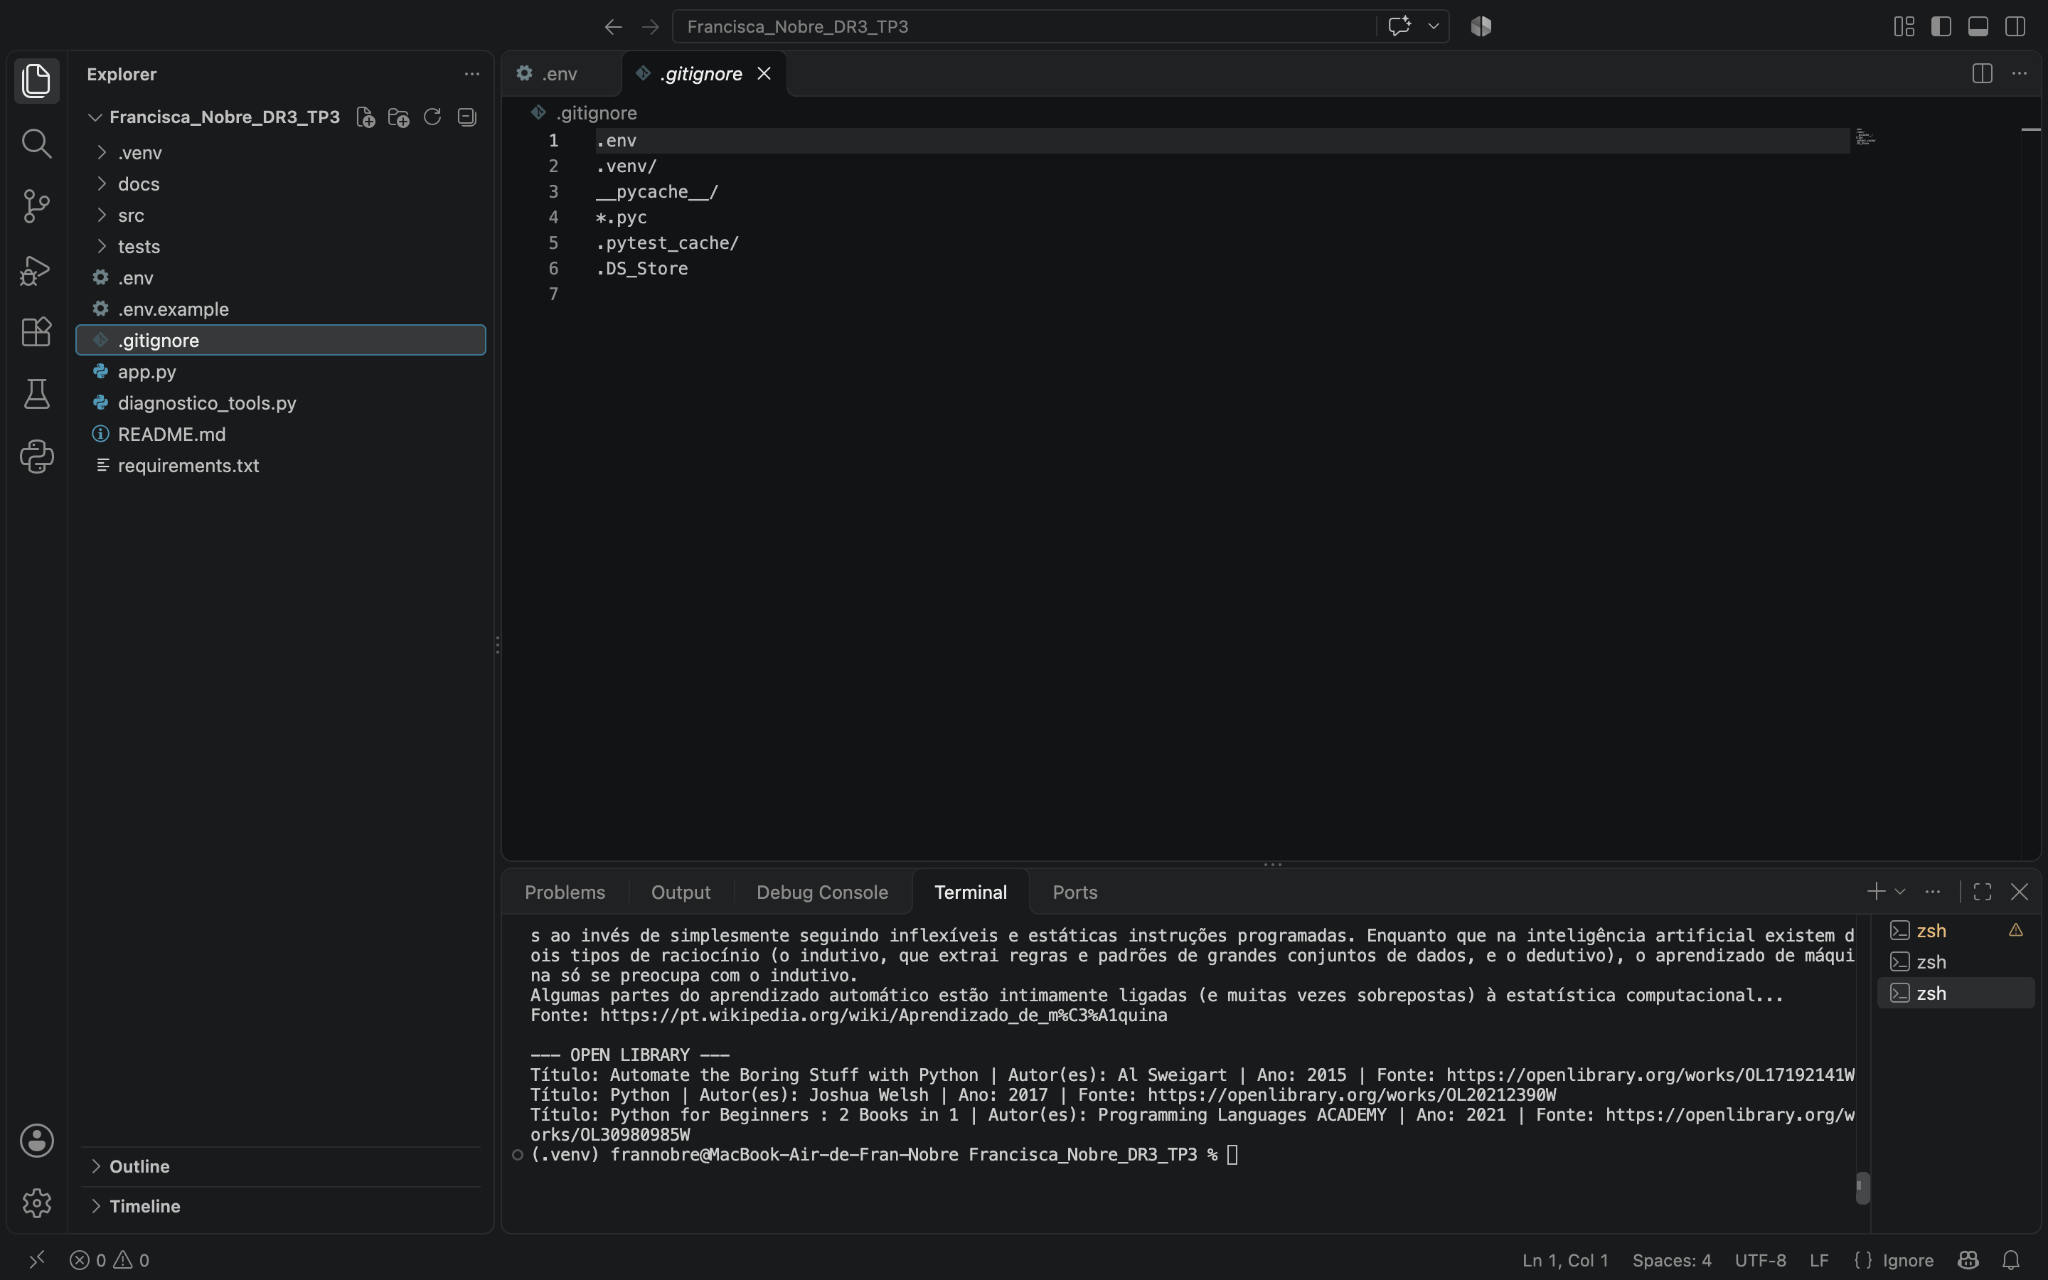 Francisca_Nobre_DR3_TP3
Explorer
Francisca_Nobre_DR3_TP3
.venv
docs
src
tests
.env
.env.example
.gitignore
app.py
diagnostico_tools.py
README.md
requirements.txt
Outline
Timeline
.env
.gitignore
.gitignore
1 .env
2 .venv/
3 __pycache__/
4 *.pyc
5 .pytest_cache/
6 .DS_Store
7
Problems Output Debug Console Terminal Ports
s ao invés de simplesmente seguindo inflexíveis e estáticas instruções programadas. Enquanto que na inteligência artificial existem d
ois tipos de raciocínio (o indutivo, que extrai regras e padrões de grandes conjuntos de dados, e o dedutivo), o aprendizado de máqui
na só se preocupa com o indutivo.
Algumas partes do aprendizado automático estão intimamente ligadas (e muitas vezes sobrepostas) à estatística computacional...
Fonte: https://pt.wikipedia.org/wiki/Aprendizado_de_m%C3%A1quina
--- OPEN LIBRARY ---
Título: Automate the Boring Stuff with Python | Autor(es): Al Sweigart | Ano: 2015 | Fonte: https://openlibrary.org/works/OL17192141W
Título: Python | Autor(es): Joshua Welsh | Ano: 2017 | Fonte: https://openlibrary.org/works/OL20212390W
Título: Python for Beginners : 2 Books in 1 | Autor(es): Programming Languages ACADEMY | Ano: 2021 | Fonte: https://openlibrary.org/w
orks/OL30980985W
(.venv) frannobre@MacBook-Air-de-Fran-Nobre Francisca_Nobre_DR3_TP3 %
zsh
zsh
zsh
0 0
Ln 1, Col 1 Spaces: 4 UTF-8 LF {} Ignore